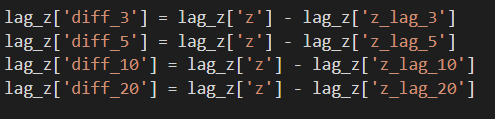 lag_z['diff_3'] = lag_z['z'] - lag_z['z_lag_3']
lag_z['diff_5'] = lag_z['z'] - lag_z['z_lag_5']
lag_z['diff_10'] = lag_z['z'] - lag_z['z_lag_10']
lag_z['diff_20'] = lag_z['z'] - lag_z['z_lag_20']